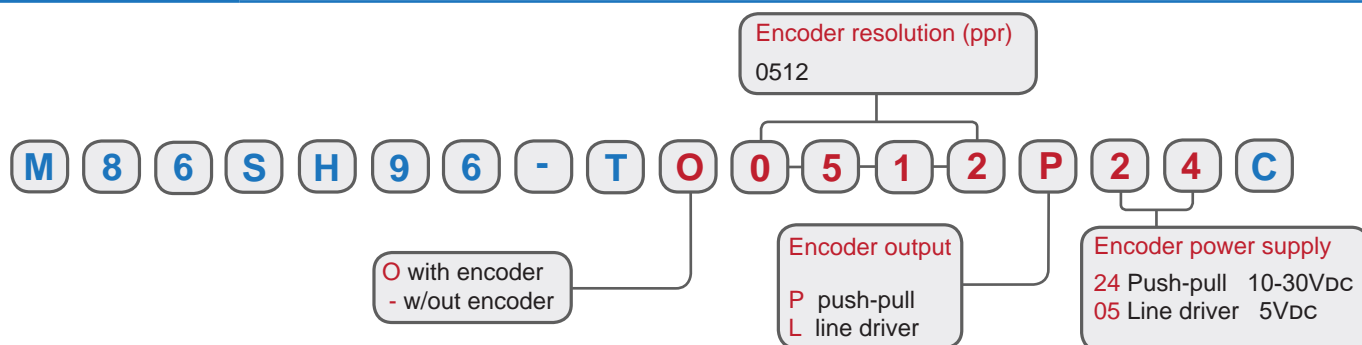 Encoder resolution (ppr)
0512
M 8 6 S H 9 6 - T O 0 5 1 2 P 2 4 C
O with encoder
- w/out encoder
Encoder output
P push-pull
L line driver
Encoder power supply
24 Push-pull 10-30VDC
05 Line driver 5VDC